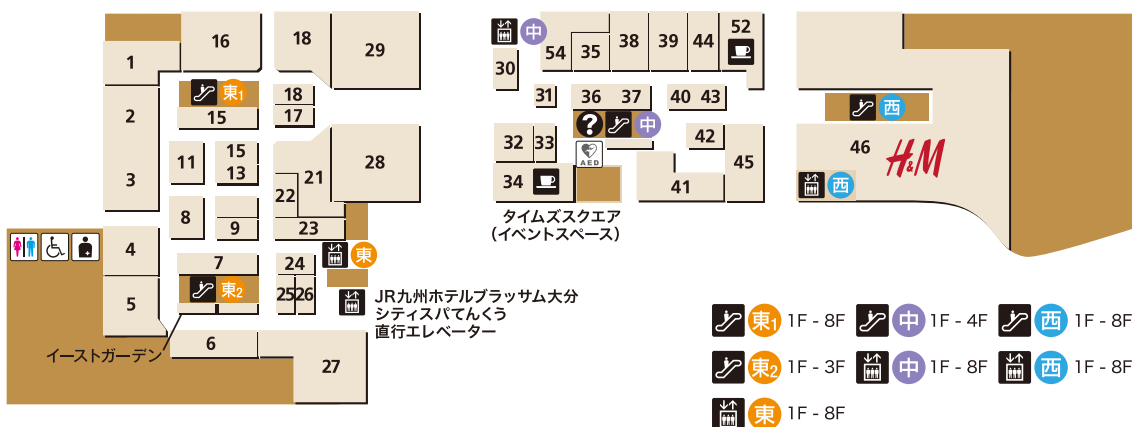 16
18
29
1
中
54
35
38
39
44
52
30
東1
18
31
36
37
40
43
西
2
15
17
?
中
11
15
13
28
32
33
AED
42
45
46
H&M
3
22
21
34
41
西
8
9
23
タイムズスクエア
(イベントスペース)
4
7
24
東
5
東2
25
26
JR九州ホテルブラッサム大分
シティスパてんくう
直行エレベーター
イーストガーデン
6
27
東1 1F - 8F
中 1F - 4F
西 1F - 8F
東2 1F - 3F
中 1F - 8F
西 1F - 8F
東 1F - 8F